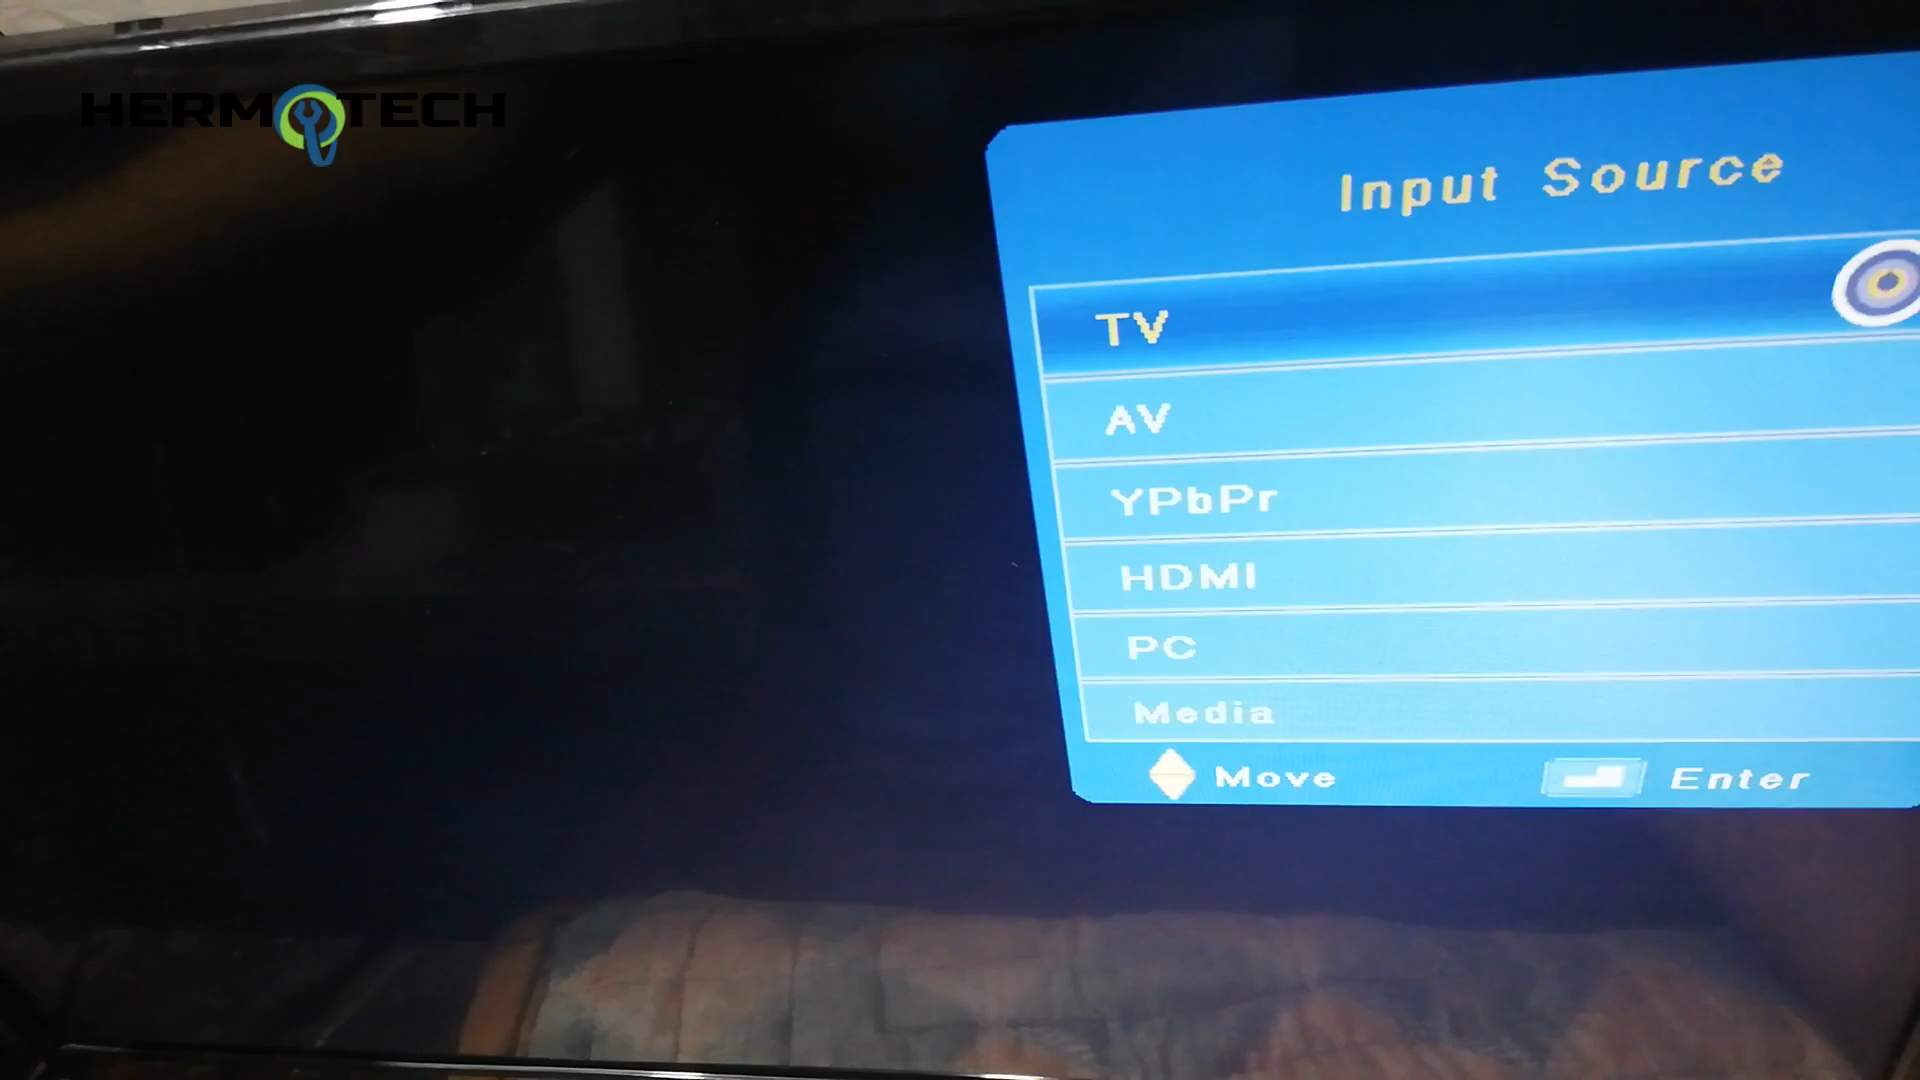 HERMOTECH
Input Source
TV
AV
YPbPr
HDMI
PC
Media
Move Enter